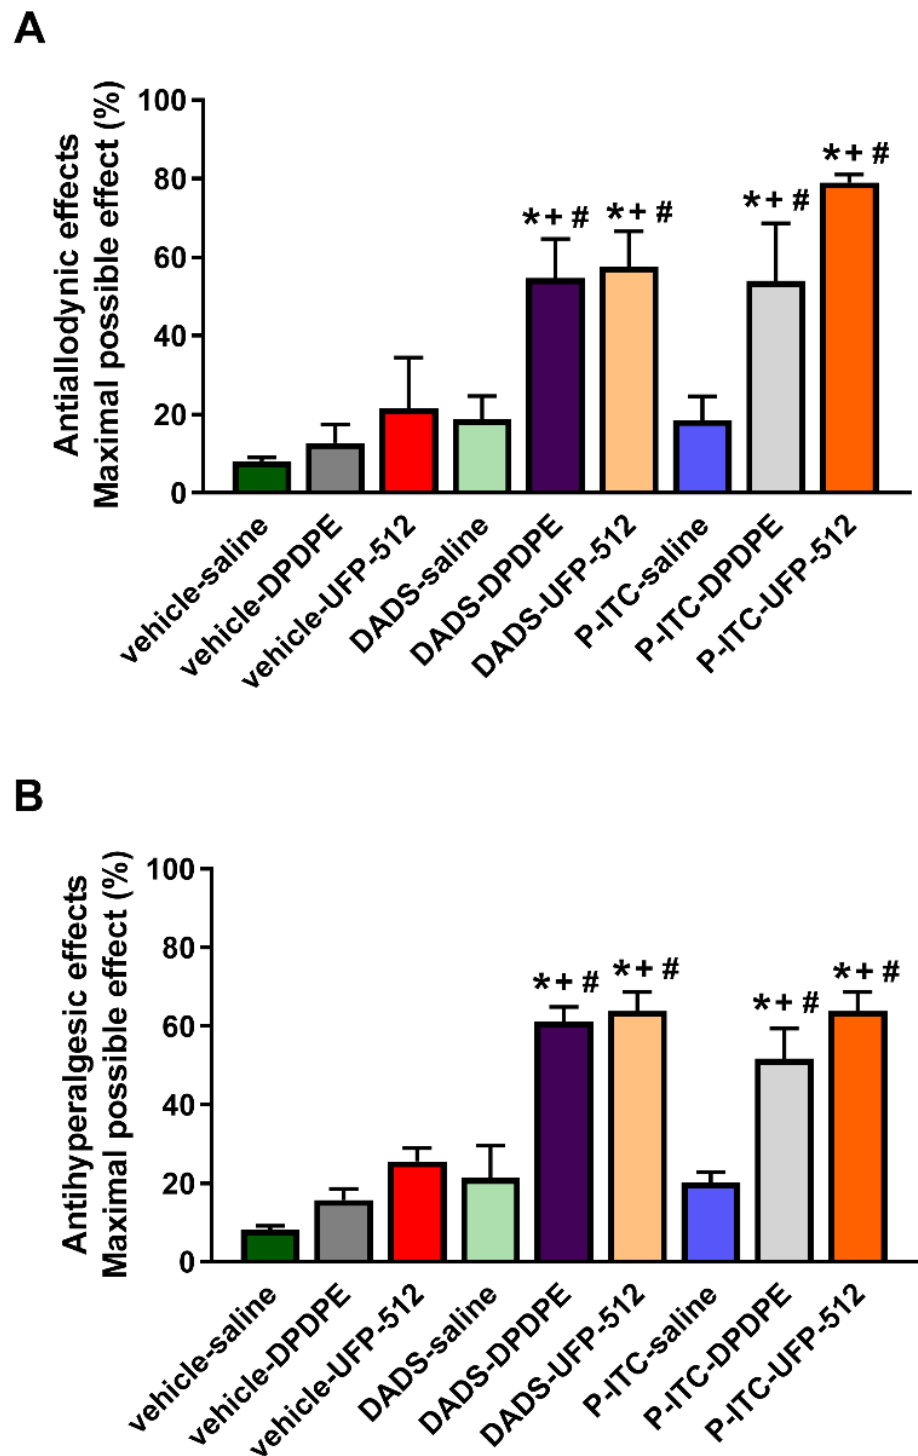 A
Antiallodynic effects
Maximal possible effect (%)
100
80
60
40
20
0
*+ #
*+ #
*+ #
*+ #
vehicle-saline
vehicle-DPDPE
vehicle-UFP-512
DADS-saline
DADS-DPDPE
DADS-UFP-512
P-ITC-saline
P-ITC-DPDPE
P-ITC-UFP-512
B
Antihyperalgesic effects
Maximal possible effect (%)
100
80
60
40
20
0
*+ #
*+ #
*+ #
*+ #
vehicle-saline
vehicle-DPDPE
vehicle-UFP-512
DADS-saline
DADS-DPDPE
DADS-UFP-512
P-ITC-saline
P-ITC-DPDPE
P-ITC-UFP-512